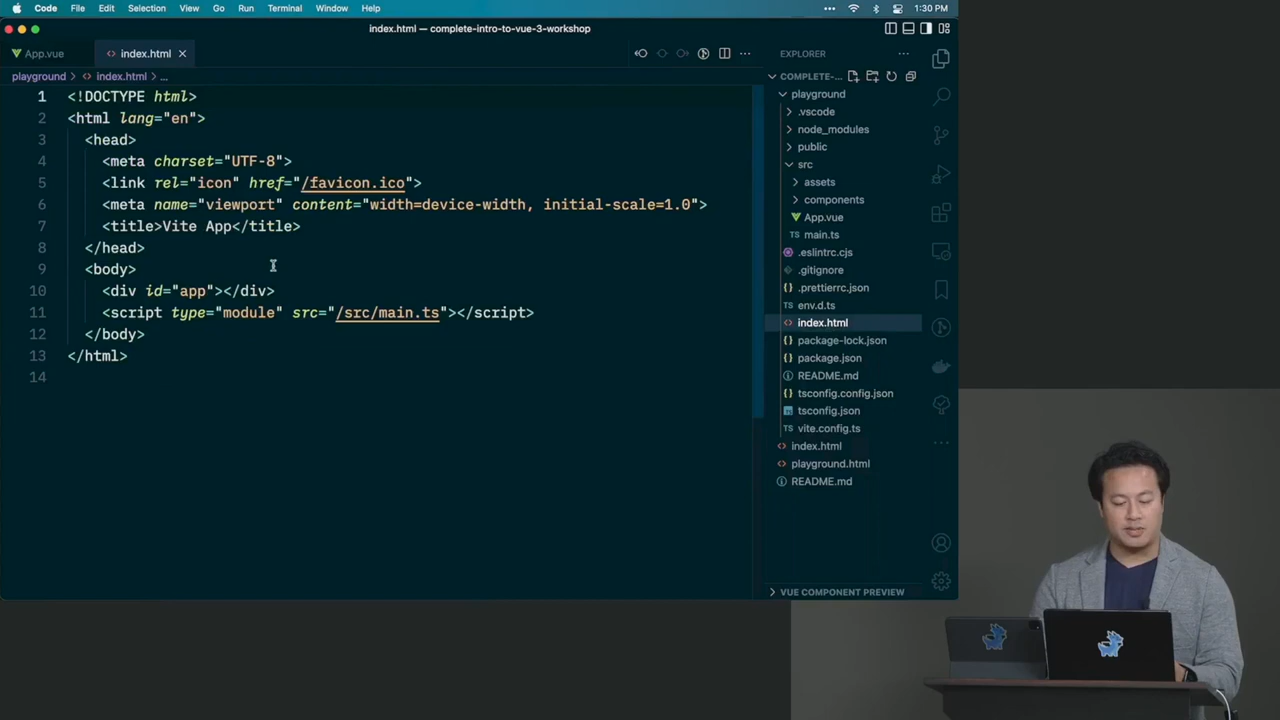 Code File Edit Selection View Go Run Terminal Window Help 1:30 PM
index.html — complete-intro-to-vue-3-workshop
App.vue index.html
playground > index.html > ...
1 <!DOCTYPE html>
2 <html lang="en">
3 <head>
4 <meta charset="UTF-8">
5 <link rel="icon" href="/favicon.ico">
6 <meta name="viewport" content="width=device-width, initial-scale=1.0">
7 <title>Vite App</title>
8 </head>
9 <body>
10 <div id="app"></div>
11 <script type="module" src="/src/main.ts"></script>
12 </body>
13 </html>
14
EXPLORER
COMPLETE-...
playground
.vscode
node_modules
public
src
assets
components
App.vue
main.ts
.eslintrc.cjs
.gitignore
.prettierrc.json
env.d.ts
index.html
package-lock.json
package.json
README.md
tsconfig.config.json
tsconfig.json
vite.config.ts
index.html
playground.html
README.md
VUE COMPONENT PREVIEW